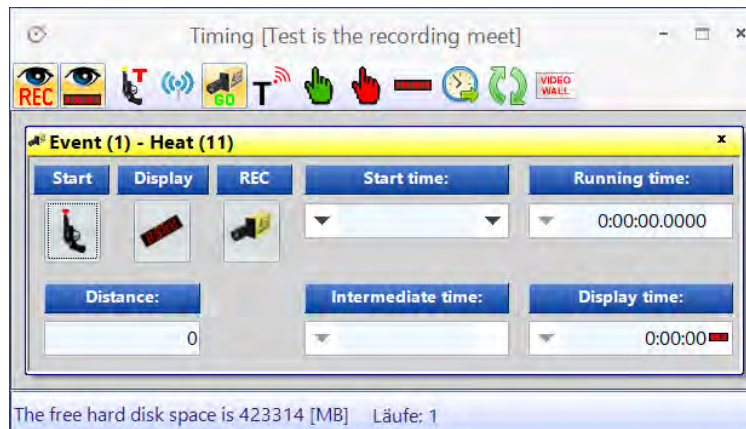 Timing [Test is the recording meet]
REC GO T VIDEO WALL
Event (1) - Heat (11)
Start Display REC Start time: Running time:
0:00:00.0000
Distance: Intermediate time: Display time:
0 0:00:00
The free hard disk space is 423314 [MB] Läufe: 1